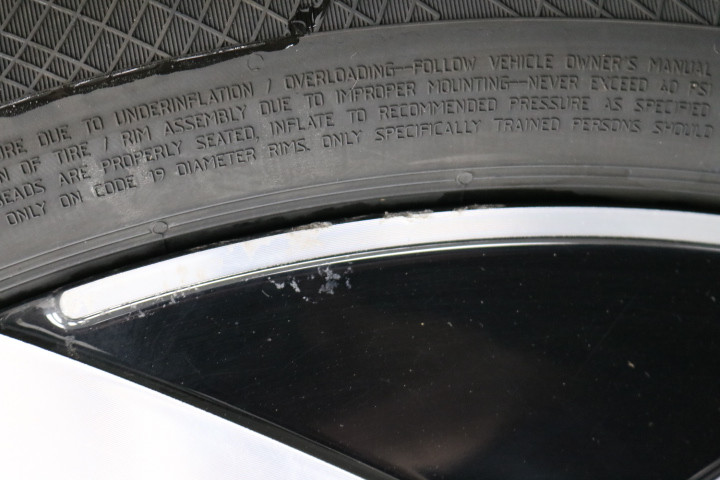 URE DUE TO UNDERINFLATION / OVERLOADING—FOLLOW VEHICLE OWNER'S MANUAL
N OF TIRE / RIM ASSEMBLY DUE TO IMPROPER MOUNTING—NEVER EXCEED 40 PSI
BEADS ARE PROPERLY SEATED, INFLATE TO RECOMMENDED PRESSURE AS SPECIFIED
ONLY ON CODE 19 DIAMETER RIMS. ONLY SPECIFICALLY TRAINED PERSONS SHOULD